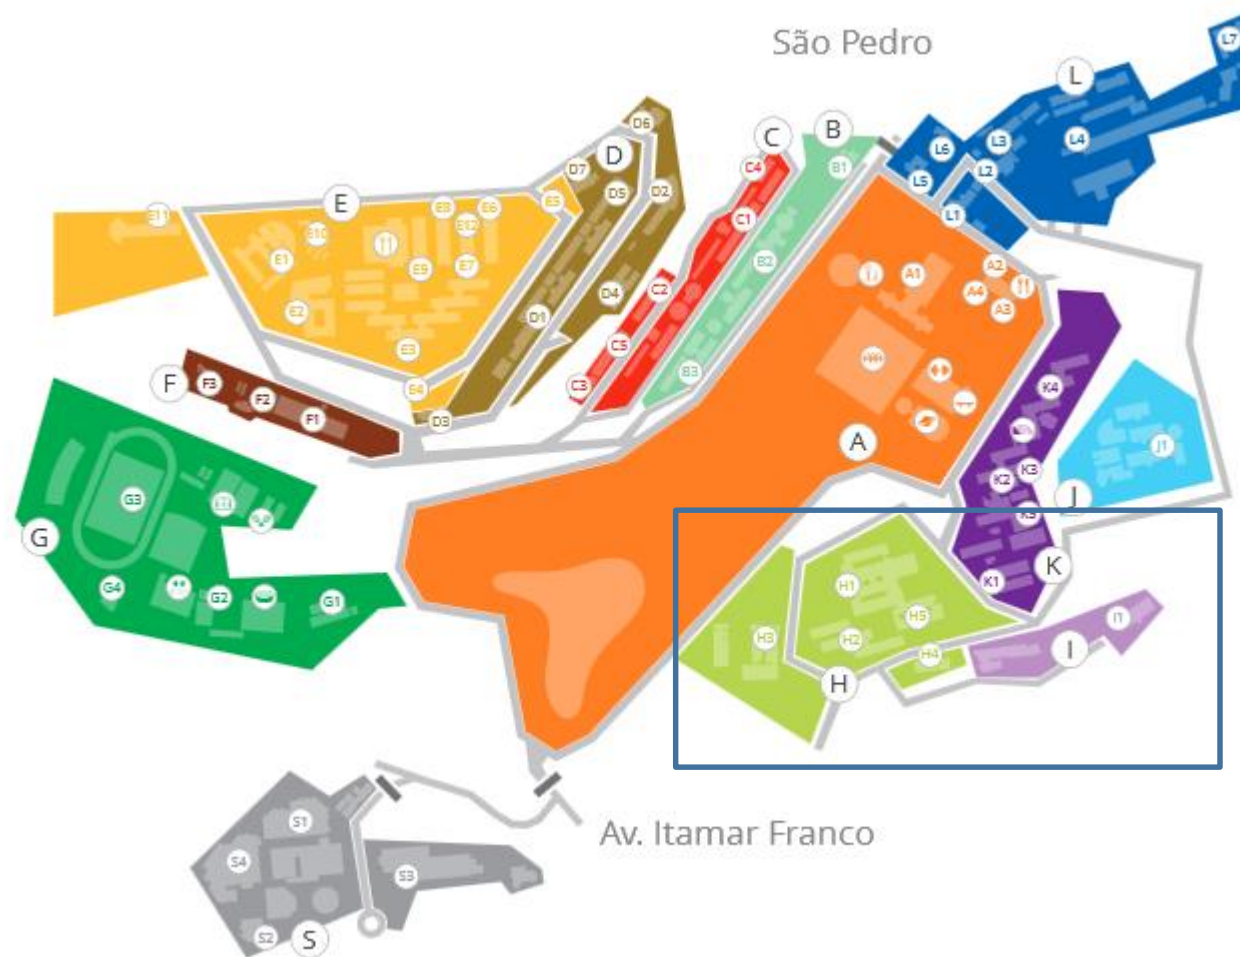 São Pedro
L7
L
L6
L3
L4
L2
L5
L1
B
B1
B2
B3
C
C4
C1
C2
C5
C3
D6
D
D7
D5
D2
D4
D1
D3
E
E11
E10
E8
E6
E12
E5
E1
E9
E7
E2
E3
E4
F
F3
F2
F1
A1
A2
A4
A3
A
K4
K3
K2
K1
K
J1
J
G3
G
G4
G2
G1
H1
H5
H2
H3
H4
H
I1
I
Av. Itamar Franco
S1
S4
S3
S2
S